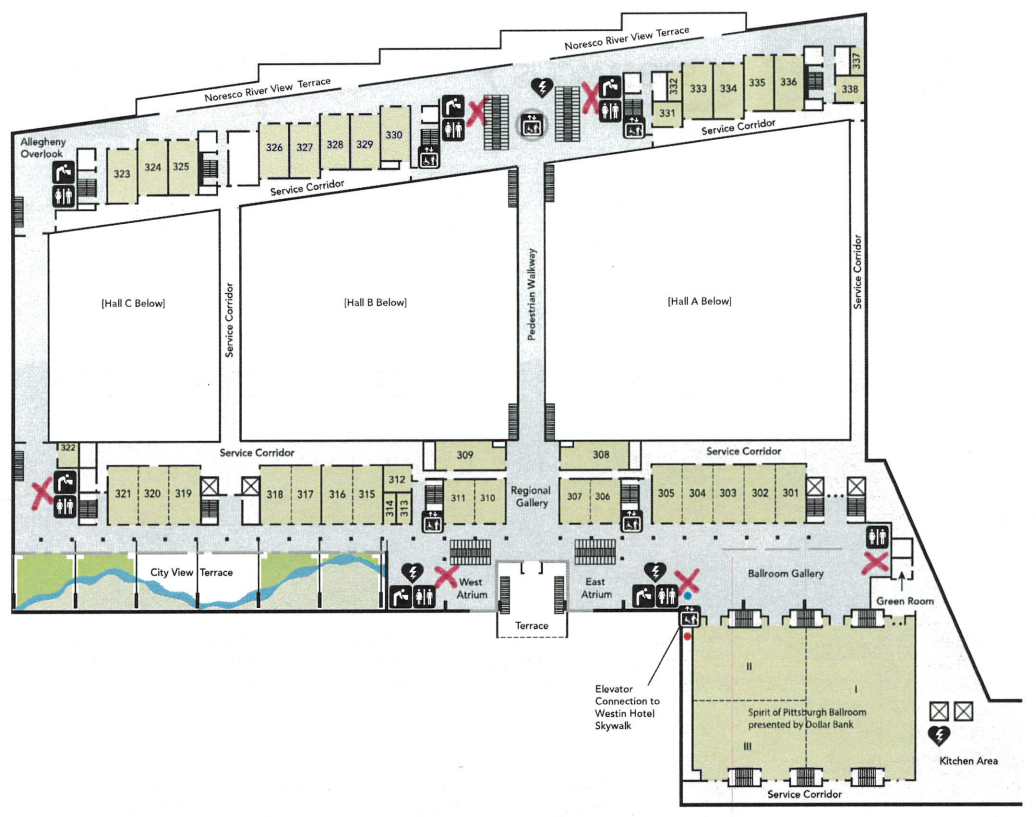 Noresco River View Terrace
Noresco River View Terrace
Allegheny
Overlook
323
324
325
326
327
328
329
330
331
332
333
334
335
336
337
338
Service Corridor
Service Corridor
[Hall C Below]
Service Corridor
[Hall B Below]
Pedestrian Walkway
[Hall A Below]
Service Corridor
322
Service Corridor
309
308
Service Corridor
321
320
319
318
317
316
315
312
314
313
311
310
Regional
Gallery
307
306
305
304
303
302
301
City View Terrace
West
Atrium
East
Atrium
Ballroom Gallery
Green Room
Terrace
Elevator
Connection to
Westin Hotel
Skywalk
II
I
Spirit of Pittsburgh Ballroom
presented by Dollar Bank
III
Kitchen Area
Service Corridor